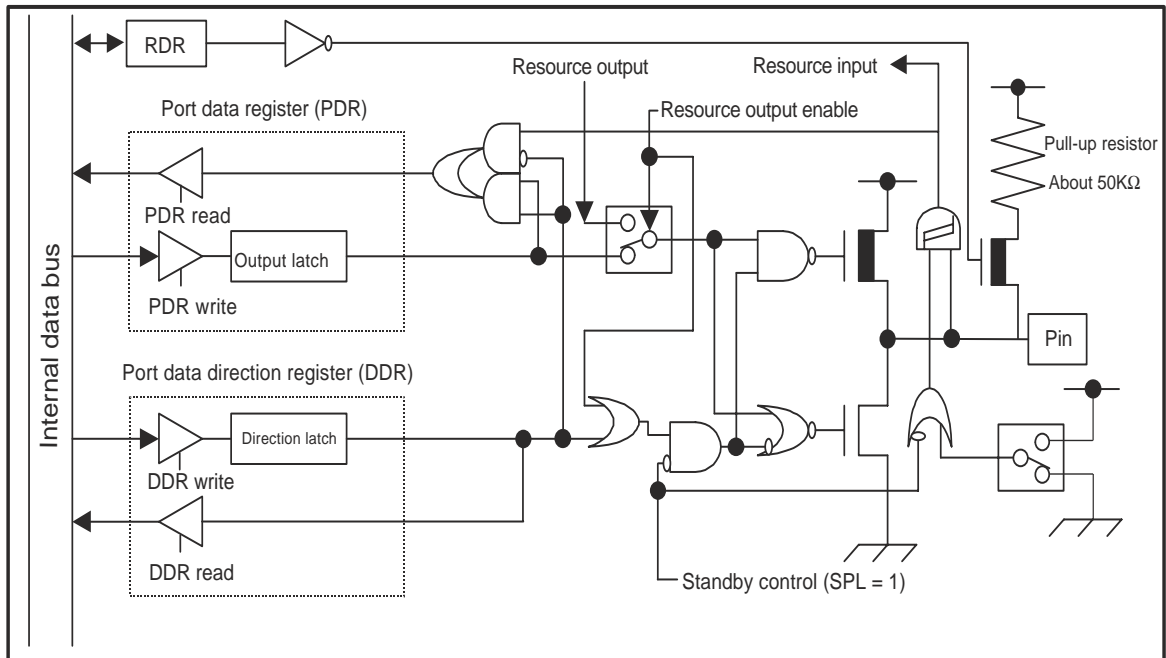 RDR
Resource output
Resource input
Port data register (PDR)
Resource output enable
Pull-up resistor
About 50KΩ
PDR read
Output latch
PDR write
Internal data bus
Pin
Port data direction register (DDR)
Direction latch
DDR write
DDR read
Standby control (SPL = 1)